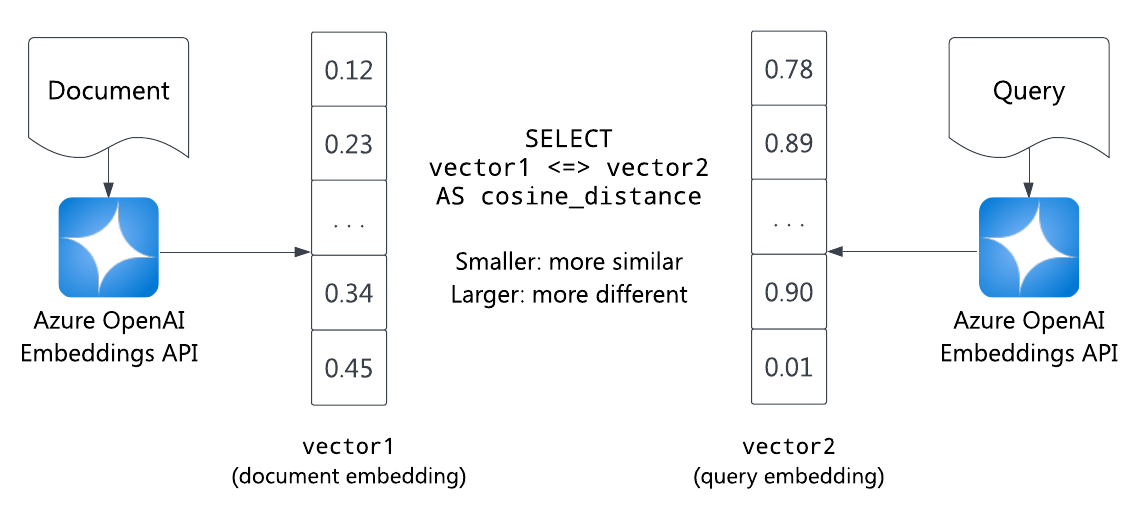 Document
Azure OpenAI
Embeddings API
0.12
0.23
...
0.34
0.45
vector1
(document embedding)
SELECT
vector1 <=> vector2
AS cosine_distance
Smaller: more similar
Larger: more different
0.78
0.89
...
0.90
0.01
vector2
(query embedding)
Query
Azure OpenAI
Embeddings API